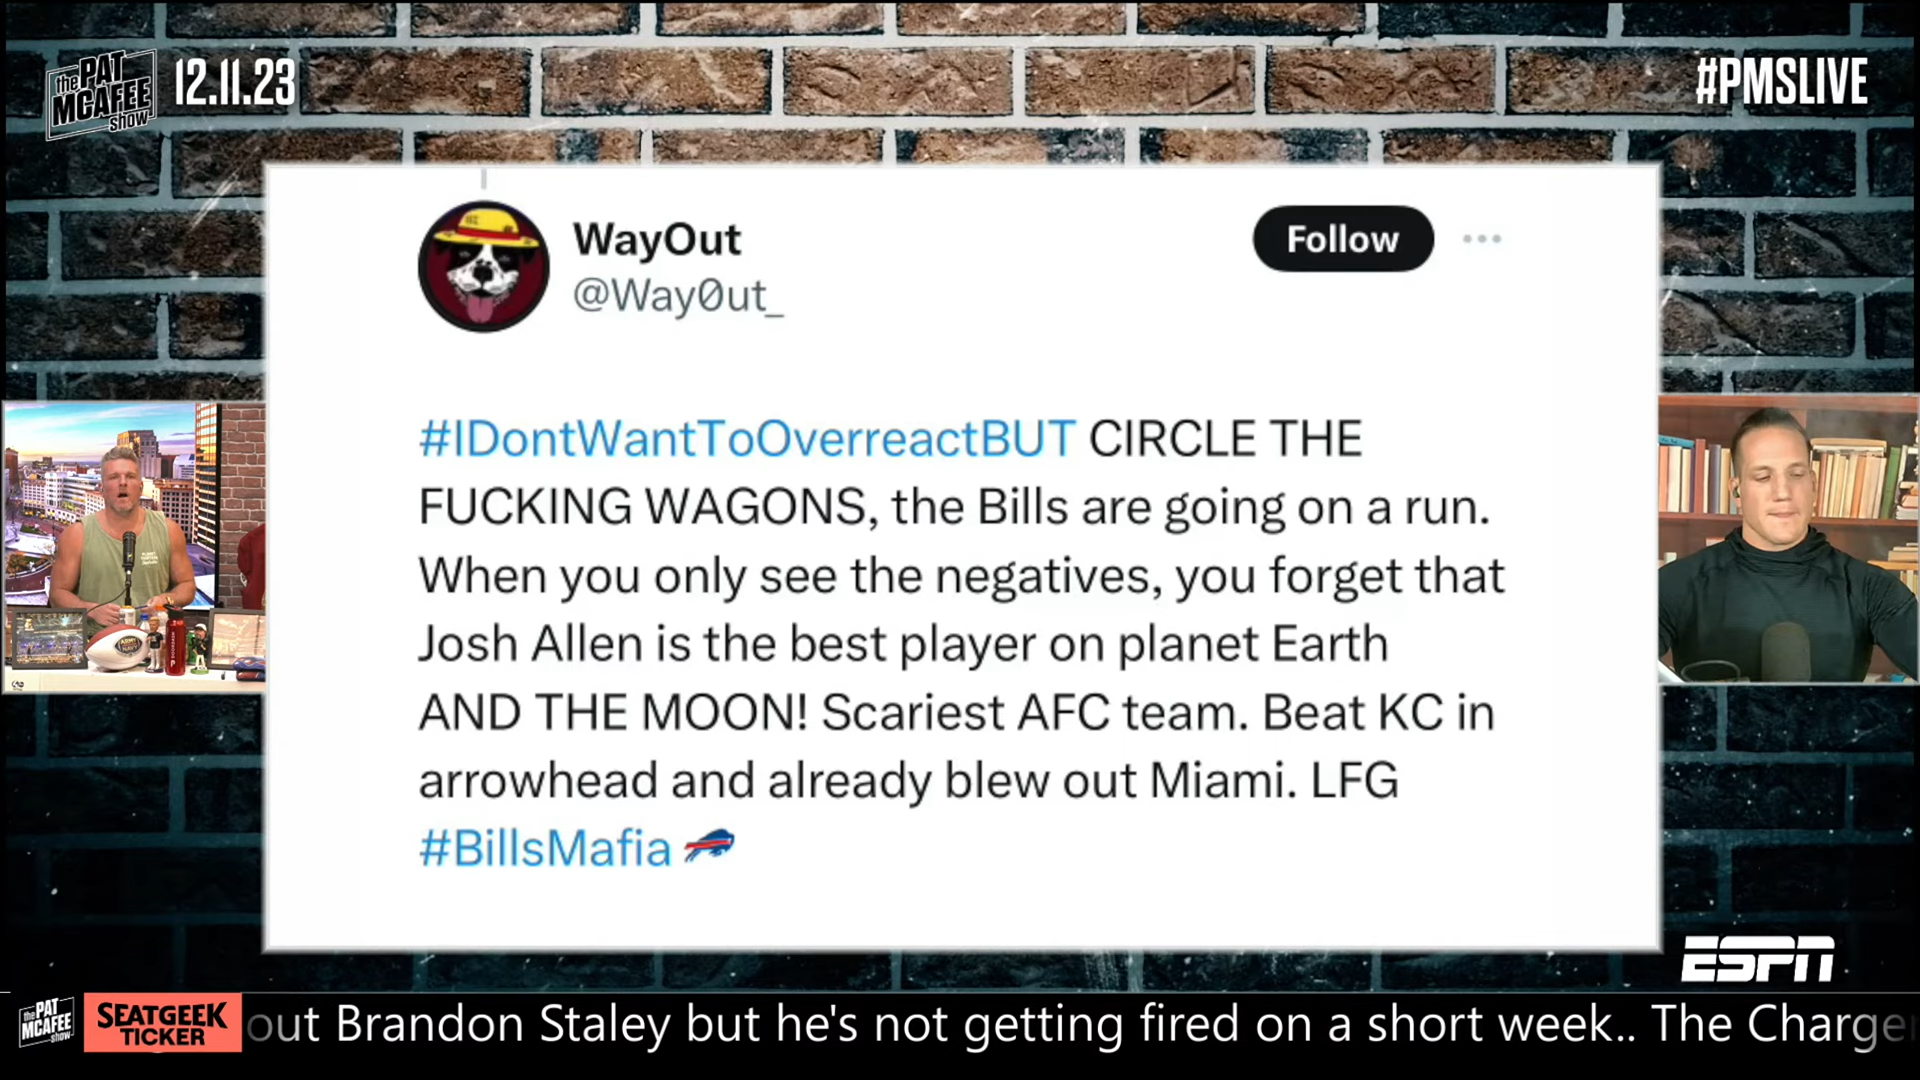 the PAT MCAFEE show
12.11.23
#PMSLIVE
WayOut
@Way0ut_
Follow
#IDontWantToOverreactBUT CIRCLE THE
FUCKING WAGONS, the Bills are going on a run.
When you only see the negatives, you forget that
Josh Allen is the best player on planet Earth
AND THE MOON! Scariest AFC team. Beat KC in
arrowhead and already blew out Miami. LFG
#BillsMafia
ESPN
the PAT MCAFEE show
SEATGEEK
TICKER
out Brandon Staley but he's not getting fired on a short week.. The Charge